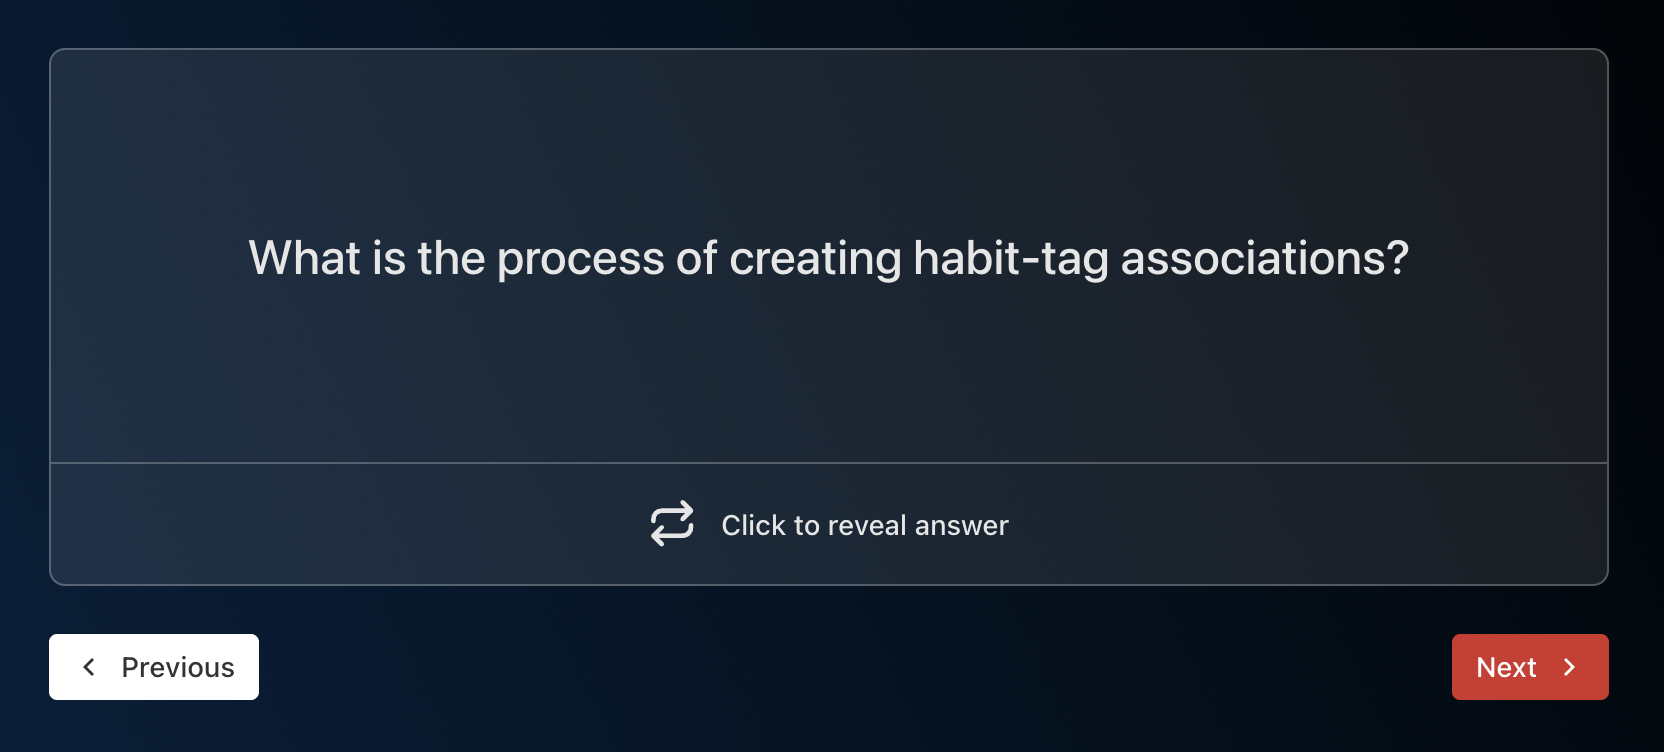 What is the process of creating habit-tag associations?
Click to reveal answer
Previous
Next